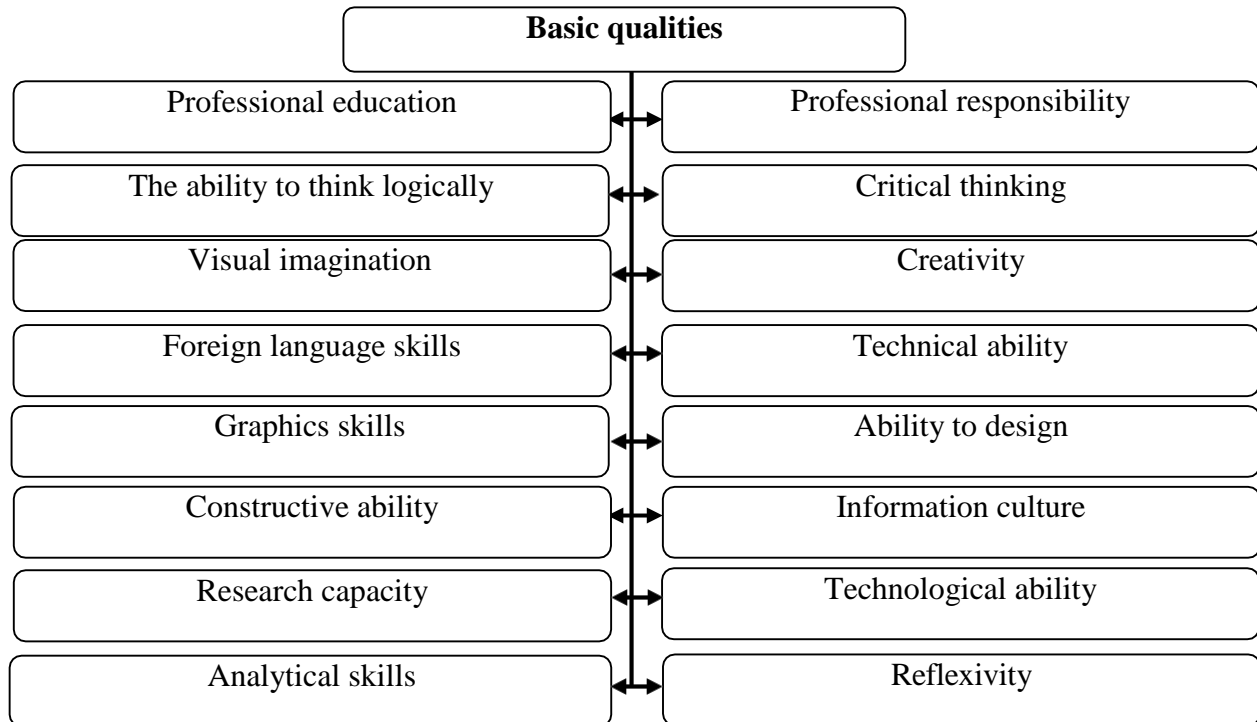 Basic qualities
Professional education
Professional responsibility
The ability to think logically
Critical thinking
Visual imagination
Creativity
Foreign language skills
Technical ability
Graphics skills
Ability to design
Constructive ability
Information culture
Research capacity
Technological ability
Analytical skills
Reflexivity